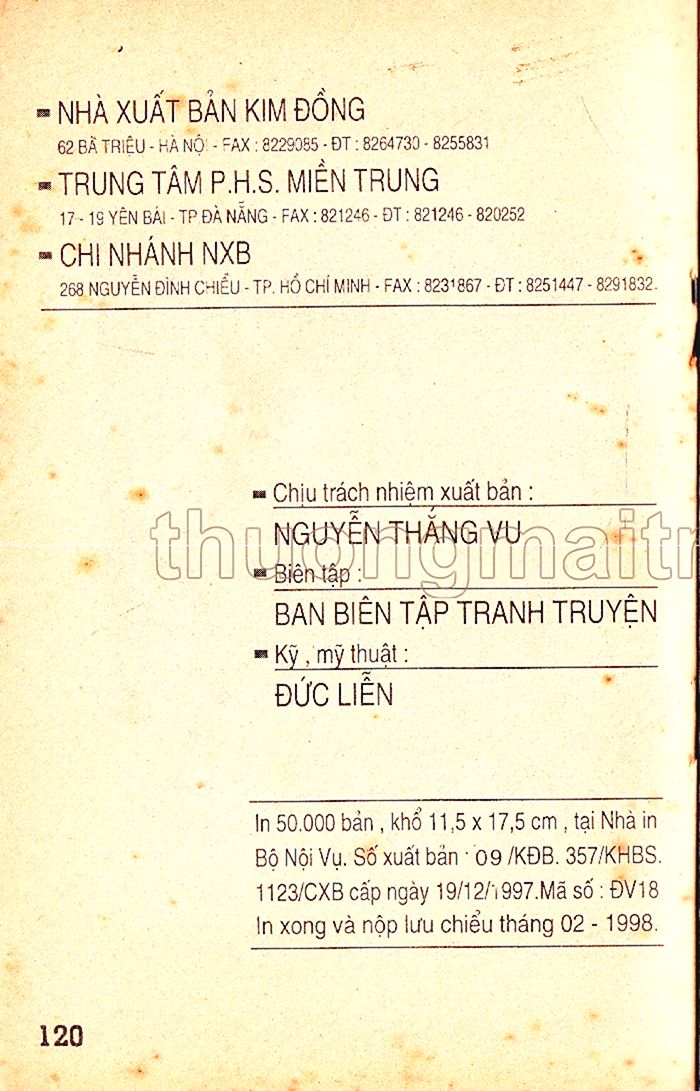 NHÀ XUẤT BẢN KIM ĐỒNG
62 BÀ TRIỆU - HÀ NỘI - FAX : 8229085 - ĐT : 8264730 - 8255831
TRUNG TÂM P.H.S. MIỀN TRUNG
17 - 19 YÊN BÁI - TP ĐÀ NẴNG - FAX : 821246 - ĐT : 821246 - 820252
CHI NHÁNH NXB
268 NGUYỄN ĐÌNH CHIỂU - TP. HỒ CHÍ MINH - FAX : 8231867 - ĐT : 8251447 - 8291832.
Chịu trách nhiệm xuất bản :
NGUYỄN THẮNG VU
thuongmaitr
Biên tập :
BAN BIÊN TẬP TRANH TRUYỆN
Kỹ , mỹ thuật :
ĐỨC LIỄN
In 50.000 bản , khổ 11,5 x 17,5 cm , tại Nhà in
Bộ Nội Vụ. Số xuất bản : 09 /KĐB. 357/KHBS.
1123/CXB cấp ngày 19/12/1997.Mã số : ĐV18
In xong và nộp lưu chiểu tháng 02 - 1998.
120